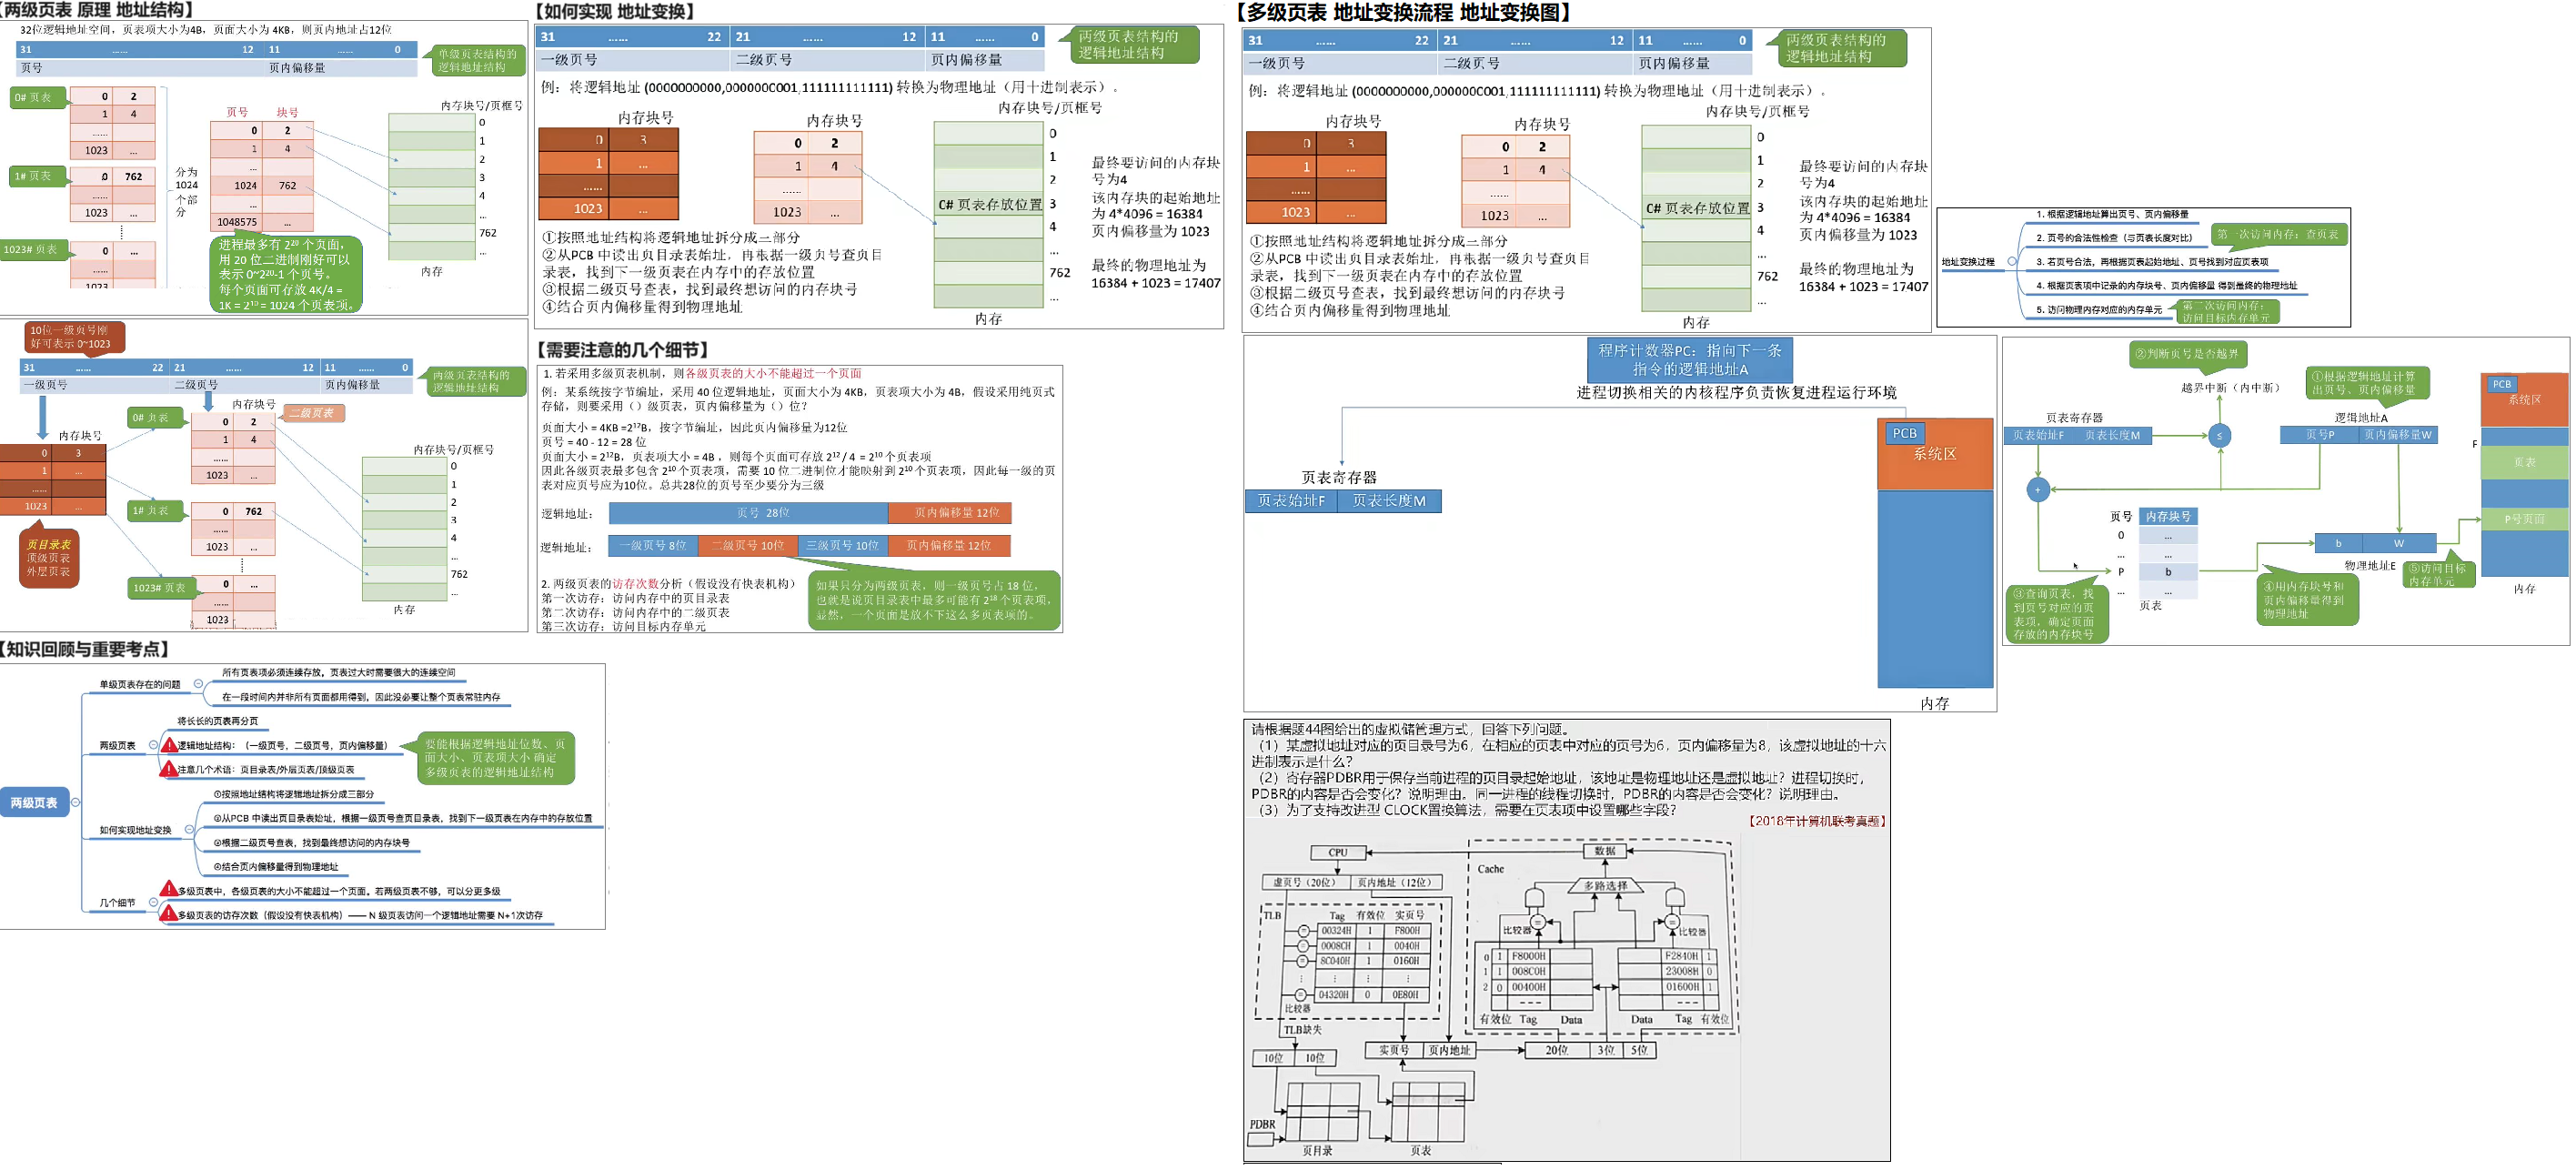 【两级页表 原理 地址结构】
32位逻辑地址空间，页表项大小为4B，页面大小为 4KB，则页内地址占12位
31 …… 12 11 …… 0
页号 页内偏移量
单级页表结构的
逻辑地址结构
0# 页表
0 2
1 4
……
1023 ...
1# 页表
0 762
……
1023 ...
1023# 页表
0 ...
……
1023
分为
1024
个部
分
页号 块号
0 2
1 4
...
1024 762
...
1048575 ...
内存块号/页框号
0
1
2
3
4
...
762
...
内存
进程最多有 2²⁰ 个页面，
用 20 位二进制刚好可以
表示 0~2²⁰-1 个页号。
每个页面可存放 4K/4 =
1K = 2¹⁰ = 1024 个页表项。
10位一级页号刚
好可表示 0~1023
31 …… 22 21 …… 12 11 …… 0
一级页号 二级页号 页内偏移量
两级页表结构的
逻辑地址结构
内存块号
0 3
1 ...
……
1023 ...
页目录表
顶级页表
外层页表
0# 页表
内存块号
二级页表
0 2
1 4
……
1023 ...
1# 页表
0 762
……
1023 ...
1023# 页表
0 ...
……
1023
内存块号/页框号
0
1
2
3
4
...
762
...
内存
【如何实现 地址变换】
31 …… 22 21 …… 12 11 …… 0
一级页号 二级页号 页内偏移量
两级页表结构的
逻辑地址结构
例：将逻辑地址 (0000000000,0000000001,111111111111) 转换为物理地址（用十进制表示）。
内存块号
0 3
1 ...
……
1023 ...
内存块号
0 2
1 4
……
1023 ...
内存块号/页框号
0
1
2
0# 页表存放位置 3
4
...
762
...
内存
最终要访问的内存块
号为4
该内存块的起始地址
为 4*4096 = 16384
页内偏移量为 1023
最终的物理地址为
16384 + 1023 = 17407
①按照地址结构将逻辑地址拆分成三部分
②从PCB 中读出页目录表始址，再根据一级页号查页目
录表，找到下一级页表在内存中的存放位置
③根据二级页号查表，找到最终想访问的内存块号
④结合页内偏移量得到物理地址
【需要注意的几个细节】
1. 若采用多级页表机制，则各级页表的大小不能超过一个页面
例：某系统按字节编址，采用 40 位逻辑地址，页面大小为 4KB，页表项大小为 4B，假设采用纯页式
存储，则要采用（）级页表，页内偏移量为（）位？
页面大小 = 4KB =2¹²B，按字节编址，因此页内偏移量为12位
页号 = 40 - 12 = 28 位
页面大小 = 2¹²B，页表项大小 = 4B ，则每个页面可存放 2¹² / 4 = 2¹⁰ 个页表项
因此各级页表最多包含 2¹⁰ 个页表项，需要 10 位二进制位才能映射到 2¹⁰ 个页表项，因此每一级的页
表对应页号应为10位。总共28位的页号至少要分为三级
逻辑地址： 页号 28位 页内偏移量 12位
逻辑地址： 一级页号 8位 二级页号 10位 三级页号 10位 页内偏移量 12位
2. 两级页表的访存次数分析（假设没有快表机构）
第一次访存：访问内存中的页目录表
第二次访存：访问内存中的二级页表
第三次访存：访问目标内存单元
如果只分为两级页表，则一级页号占 18 位，
也就是说页目录表中最多可能有 2¹⁸ 个页表项，
显然，一个页面是放不下这么多页表项的。
【知识回顾与重要考点】
两级页表
单级页表存在的问题
所有页表项必须连续存放，页表过大时需要很大的连续空间
在一段时间内并非所有页面都用得到，因此没必要让整个页表常驻内存
两级页表
将长长的页表再分页
逻辑地址结构：（一级页号，二级页号，页内偏移量）
注意几个术语：页目录表/外层页表/顶级页表
要能根据逻辑地址位数、页
面大小、页表项大小 确定
多级页表的逻辑地址结构
如何实现地址变换
①按照地址结构将逻辑地址拆分成三部分
②从PCB 中读出页目录表始址，根据一级页号查页目录表，找到下一级页表在内存中的存放位置
③根据二级页号查表，找到最终想访问的内存块号
④结合页内偏移量得到物理地址
几个细节
多级页表中，各级页表的大小不能超过一个页面。若两级页表不够，可以分更多级
多级页表的访存次数（假设没有快表机构）—— N 级页表访问一个逻辑地址需要 N+1次访存
【多级页表 地址变换流程 地址变换图】
31 …… 22 21 …… 12 11 …… 0
一级页号 二级页号 页内偏移量
两级页表结构的
逻辑地址结构
例：将逻辑地址 (0000000000,0000000001,111111111111) 转换为物理地址（用十进制表示）。
内存块号
0 3
1 ...
……
1023 ...
内存块号
0 2
1 4
……
1023 ...
内存块号/页框号
0
1
2
0# 页表存放位置 3
4
...
762
...
内存
最终要访问的内存块
号为4
该内存块的起始地址
为 4*4096 = 16384
页内偏移量为 1023
最终的物理地址为
16384 + 1023 = 17407
①按照地址结构将逻辑地址拆分成三部分
②从PCB 中读出页目录表始址，再根据一级页号查页目
录表，找到下一级页表在内存中的存放位置
③根据二级页号查表，找到最终想访问的内存块号
④结合页内偏移量得到物理地址
地址变换过程
1. 根据逻辑地址算出页号、页内偏移量
2. 页号的合法性检查（与页表长度对比）
第一次访问内存：查页表
3. 若页号合法，再根据页表起始地址、页号找到对应页表项
4. 根据页表项中记录的内存块号、页内偏移量 得到最终的物理地址
5. 访问物理内存对应的内存单元
第二次访问内存：
访问目标内存单元
程序计数器PC：指向下一条
指令的逻辑地址A
进程切换相关的内核程序负责恢复进程运行环境
页表寄存器
页表始址F 页表长度M
PCB
系统区
内存
②判断页号是否越界
越界中断（内中断）
①根据逻辑地址计算
出页号、页内偏移量
页表寄存器
页表始址F 页表长度M
≤
逻辑地址A
页号P 页内偏移量W
PCB
系统区
F
页表
P号页面
内存
+
页号 内存块号
0 ...
... ...
P b
... ...
页表
b W
物理地址E
③查询页表，找
到页号对应的页
表项，确定页面
存放的内存块号
④用内存块号和
页内偏移量得到
物理地址
⑤访问目标
内存单元
请根据题44图给出的虚拟储管理方式，回答下列问题。
（1）某虚拟地址对应的页目录号为6，在相应的页表中对应的页号为6，页内偏移量为8，该虚拟地址的十六
进制表示是什么？
（2）寄存器PDBR用于保存当前进程的页目录起始地址，该地址是物理地址还是虚拟地址？进程切换时，
PDBR的内容是否会变化？说明理由。同一进程的线程切换时，PDBR的内容是否会变化？说明理由。
（3）为了支持改进型 CLOCK置换算法，需要在页表项中设置哪些字段？
【2018年计算机联考真题】
CPU
虚页号（20位） 页内地址（12位）
TLB
Tag 有效位 实页号
00324H 1 F800H
0008CH 1 0040H
8C040H 1 0160H
04320H 0 0E80H
比较器
TLB缺失
10位 10位
PDBR
页目录
页表
实页号 页内地址
20位 3位 5位
Cache
数据
多路选择
比较器
比较器
0 1 F8000H
1 1 008C0H
2 0 00400H
F2840H 1
23008H 0
01600H 1
有效位 Tag Data
Data Tag 有效位